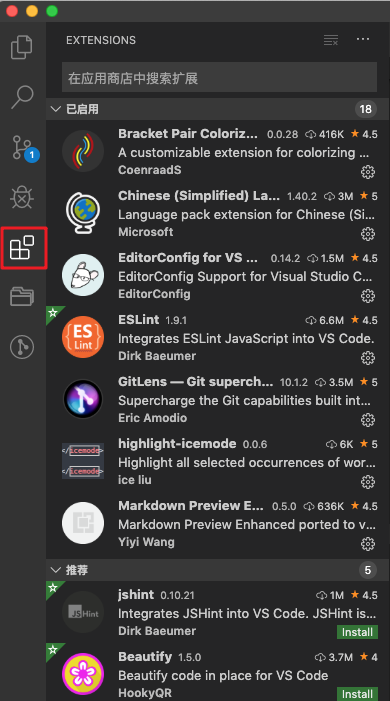 EXTENSIONS
在应用商店中搜索扩展
已启用 18
Bracket Pair Coloriz... 0.0.28 416K ★ 4.5
A customizable extension for colorizing ...
CoenraadS
1
Chinese (Simplified) La... 1.40.2 3M ★ 5
Language pack extension for Chinese (Si...
Microsoft
EditorConfig for VS ... 0.14.2 1.5M ★ 4.5
EditorConfig Support for Visual Studio C...
EditorConfig
ES Lint
ESLint 1.9.1 6.6M ★ 4.5
Integrates ESLint JavaScript into VS Code.
Dirk Baeumer
GitLens — Git superch... 10.1.2 3.5M ★ 5
Supercharge the Git capabilities built int...
Eric Amodio
</icemode>
</icemode>
highlight-icemode 0.0.6 6K ★ 5
Highlight all selected occurrences of wor...
ice liu
Markdown Preview E... 0.5.0 636K ★ 4.5
Markdown Preview Enhanced ported to v...
Yiyi Wang
推荐 5
JSHint
jshint 0.10.21 1M ★ 4.5
Integrates JSHint into VS Code. JSHint is...
Dirk Baeumer Install
Beautify 1.5.0 3.7M ★ 4
Beautify code in place for VS Code
HookyQR Install